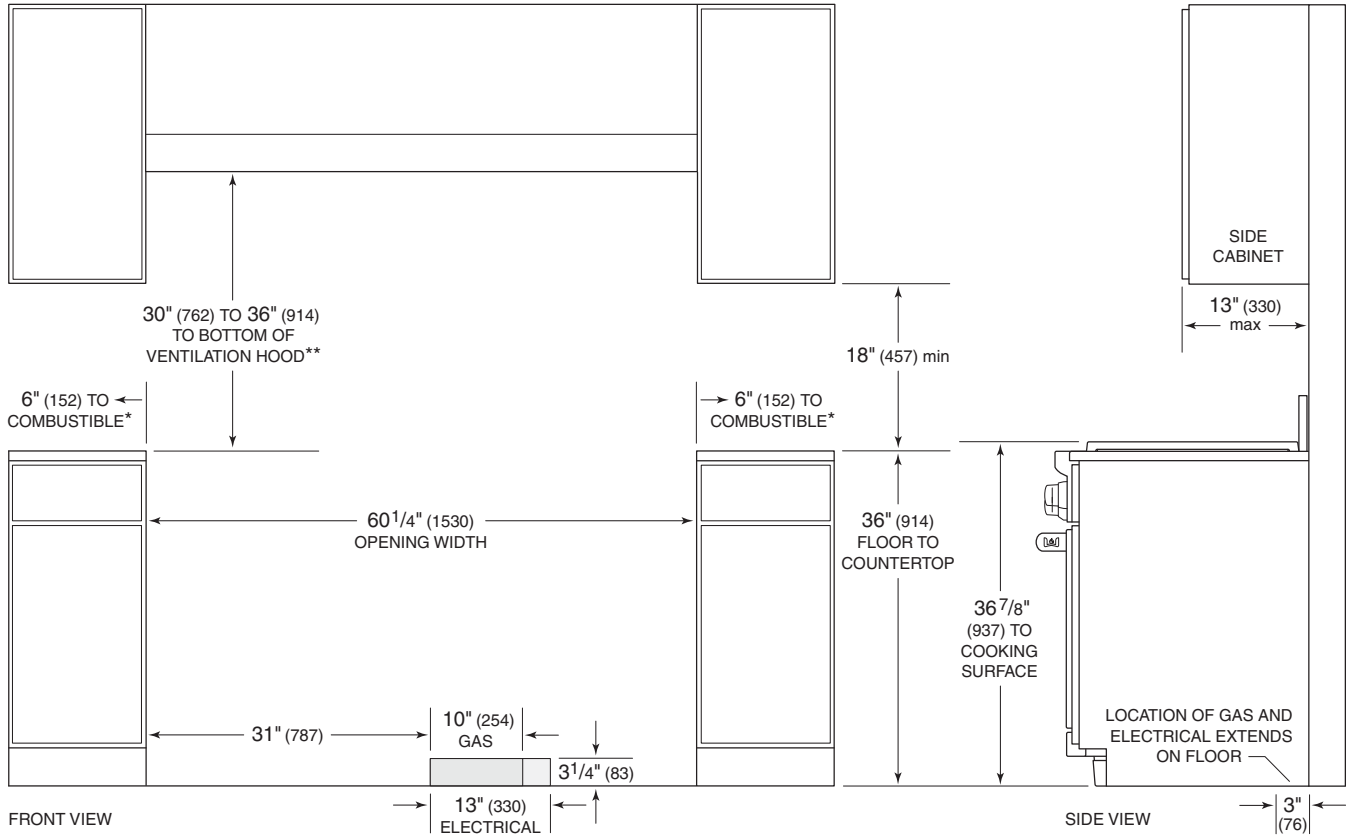 SIDE
CABINET
30" (762) TO 36" (914)
TO BOTTOM OF
VENTILATION HOOD**
13" (330)
max
18" (457) min
6" (152) TO
COMBUSTIBLE*
6" (152) TO
COMBUSTIBLE*
60 1/4" (1530)
OPENING WIDTH
36" (914)
FLOOR TO
COUNTERTOP
36 7/8"
(937) TO
COOKING
SURFACE
31" (787)
10" (254)
GAS
3 1/4" (83)
LOCATION OF GAS AND
ELECTRICAL EXTENDS
ON FLOOR
13" (330)
ELECTRICAL
3"
(76)
FRONT VIEW
SIDE VIEW